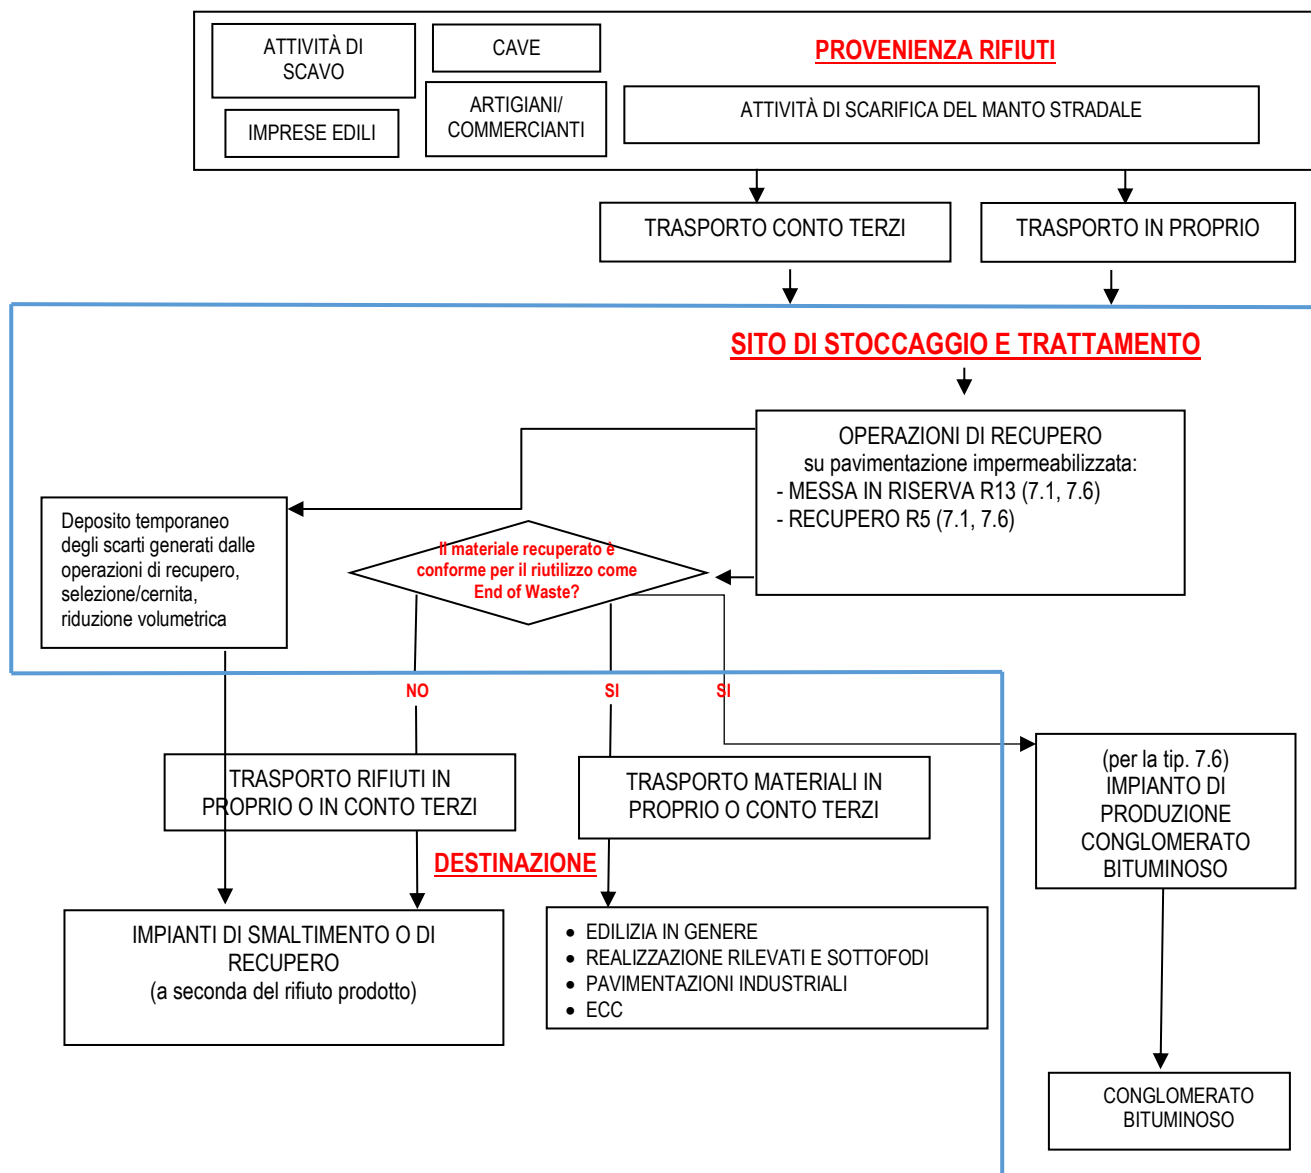 ATTIVITÀ DI
SCAVO
CAVE
PROVENIENZA RIFIUTI
IMPRESE EDILI
ARTIGIANI/
COMMERCIANTI
ATTIVITÀ DI SCARIFICA DEL MANTO STRADALE
TRASPORTO CONTO TERZI
TRASPORTO IN PROPRIO
SITO DI STOCCAGGIO E TRATTAMENTO
OPERAZIONI DI RECUPERO
su pavimentazione impermeabilizzata:
- MESSA IN RISERVA R13 (7.1, 7.6)
- RECUPERO R5 (7.1, 7.6)
Deposito temporaneo
degli scarti generati dalle
operazioni di recupero,
selezione/cernita,
riduzione volumetrica
Il materiale recuperato è
conforme per il riutilizzo come
End of Waste?
NO
SI
SI
TRASPORTO RIFIUTI IN
PROPRIO O IN CONTO TERZI
TRASPORTO MATERIALI IN
PROPRIO O CONTO TERZI
(per la tip. 7.6)
IMPIANTO DI
PRODUZIONE
CONGLOMERATO
BITUMINOSO
DESTINAZIONE
IMPIANTI DI SMALTIMENTO O DI
RECUPERO
(a seconda del rifiuto prodotto)
● EDILIZIA IN GENERE
● REALIZZAZIONE RILEVATI E SOTTOFODI
● PAVIMENTAZIONI INDUSTRIALI
● ECC
CONGLOMERATO
BITUMINOSO